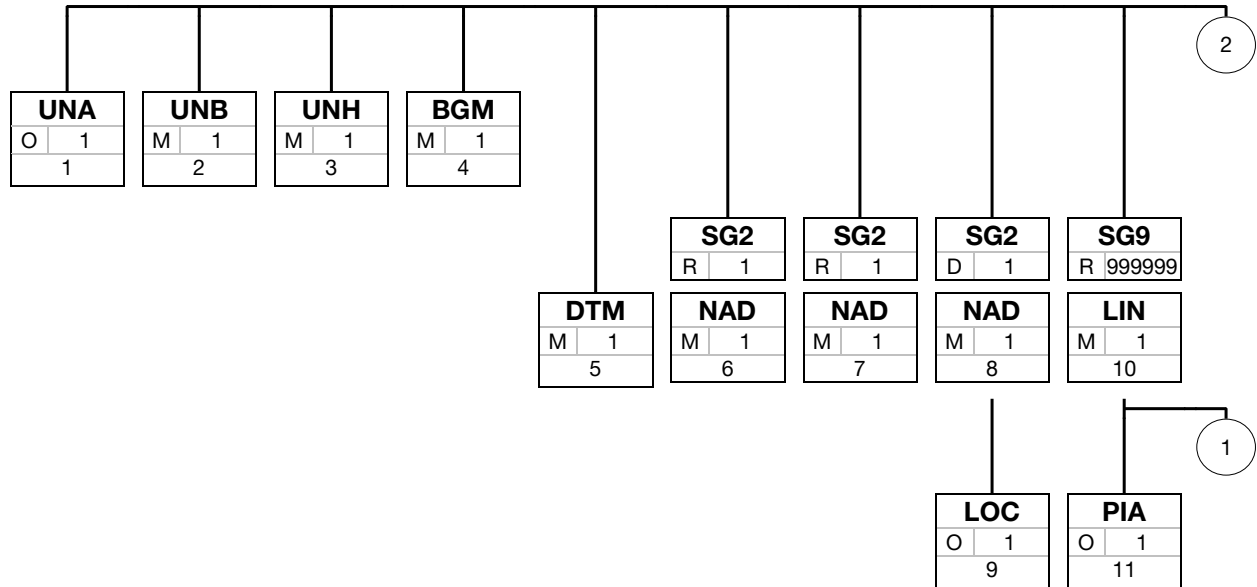 2
UNA
O 1
1
UNB
M 1
2
UNH
M 1
3
BGM
M 1
4
DTM
M 1
5
SG2
R 1
NAD
M 1
6
SG2
R 1
NAD
M 1
7
SG2
D 1
NAD
M 1
8
SG9
R 999999
LIN
M 1
10
1
LOC
O 1
9
PIA
O 1
11